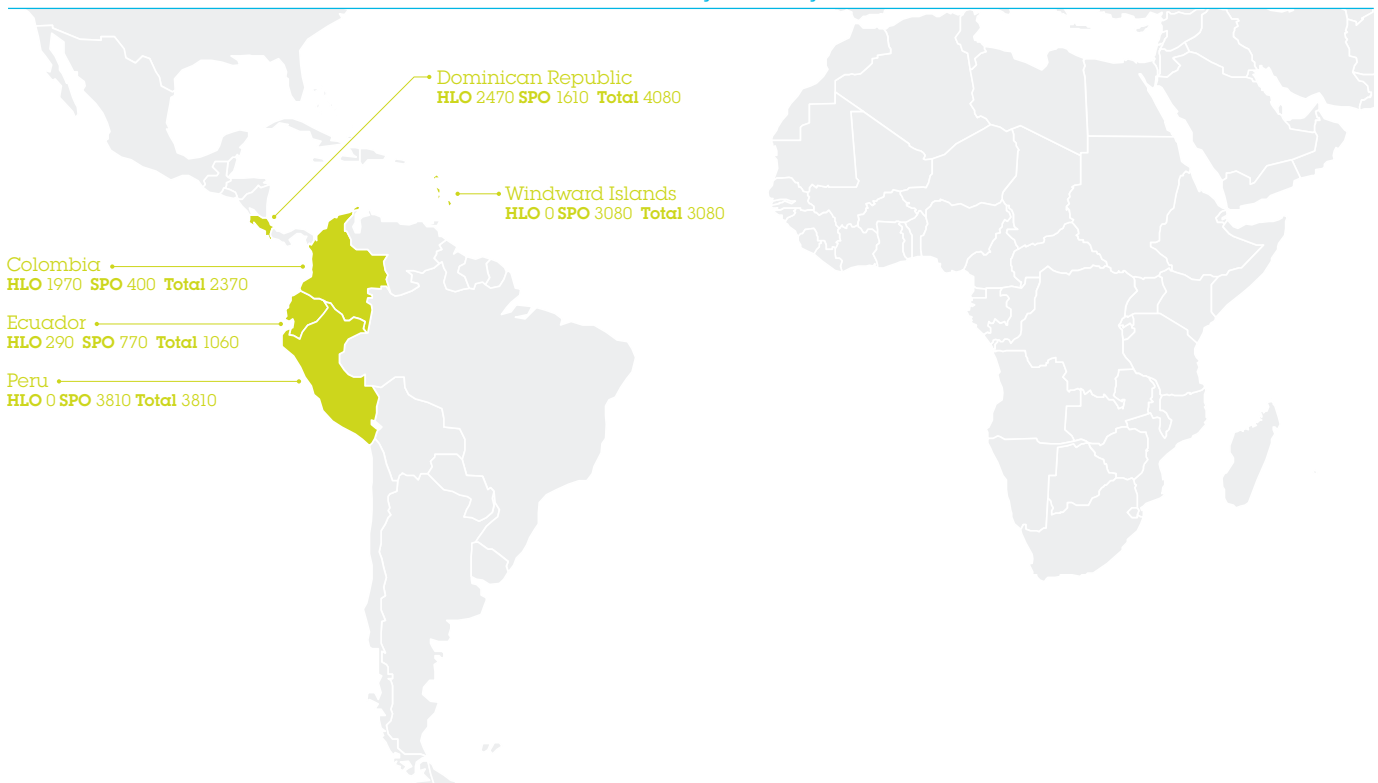 Dominican Republic
HLO 2470 SPO 1610 Total 4080
Windward Islands
HLO 0 SPO 3080 Total 3080
Colombia
HLO 1970 SPO 400 Total 2370
Ecuador
HLO 290 SPO 770 Total 1060
Peru
HLO 0 SPO 3810 Total 3810